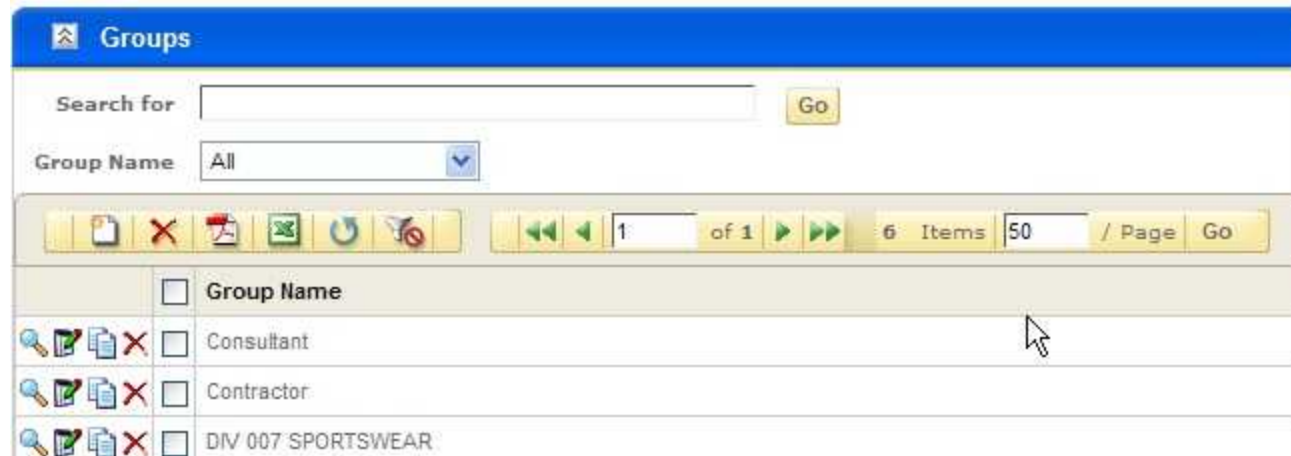 Groups
Search for Go
Group Name All
1 of 1 6 Items 50 / Page Go
Group Name
Consultant
Contractor
DIV 007 SPORTSWEAR